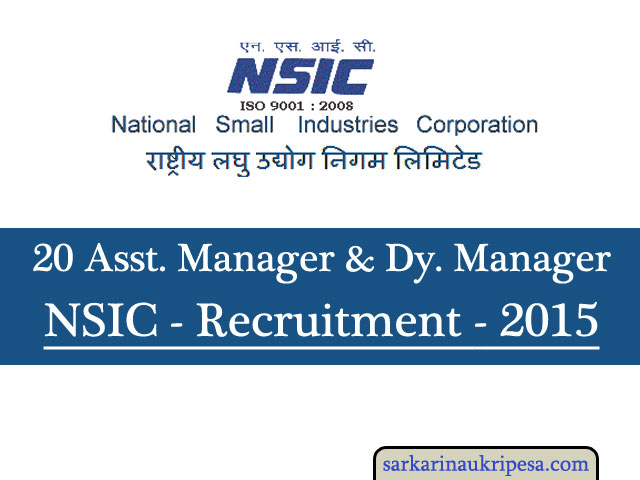 एन. एस. आई. सी.
NSIC
ISO 9001 : 2008
National Small Industries Corporation
राष्ट्रीय लघु उद्योग निगम लिमिटेड
20 Asst. Manager & Dy. Manager
NSIC - Recruitment - 2015
sarkarinaukripesa.com